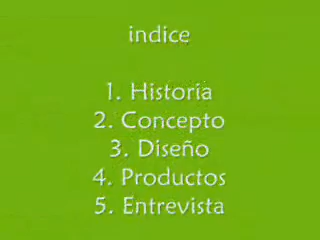 indice
1. Historia
2. Concepto
3. Diseño
4. Productos
5. Entrevista